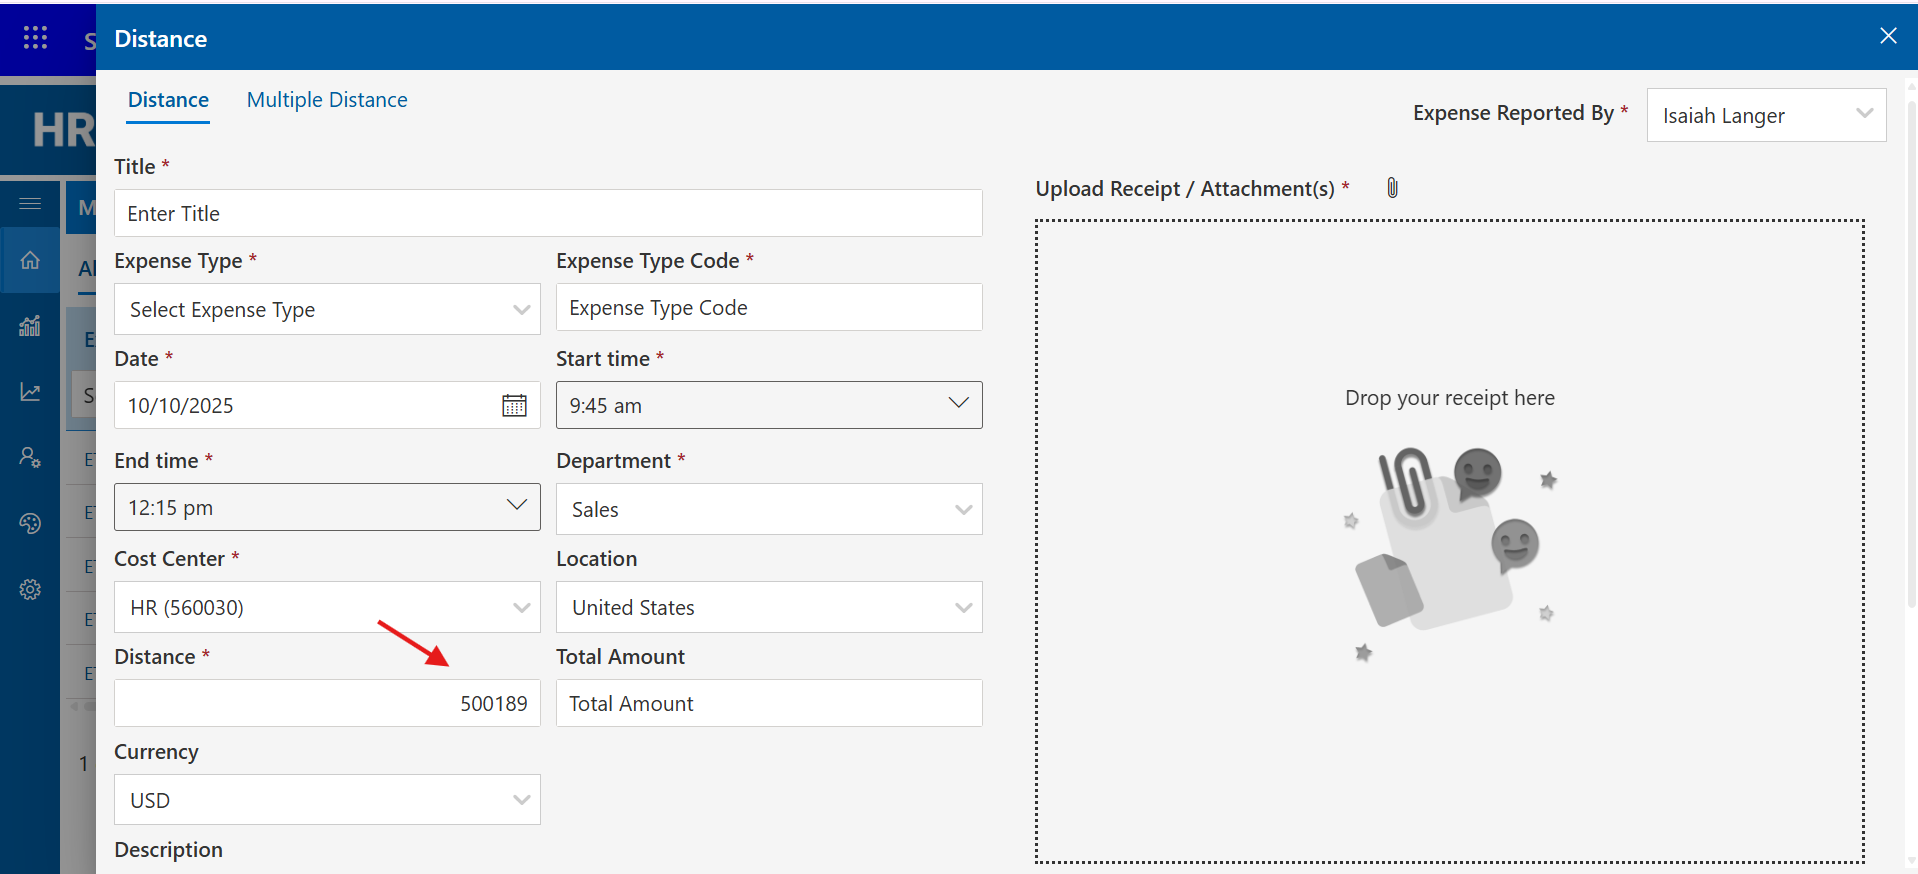 S
Distance
Distance Multiple Distance
Expense Reported By * Isaiah Langer
HR
Title *
Enter Title
Upload Receipt / Attachment(s) *
M
Expense Type * Expense Type Code *
Select Expense Type Expense Type Code
Date * Start time *
10/10/2025 9:45 am
Drop your receipt here
End time * Department *
12:15 pm Sales
Cost Center * Location
HR (560030) United States
Distance * Total Amount
500189 Total Amount
Currency
1
USD
Description